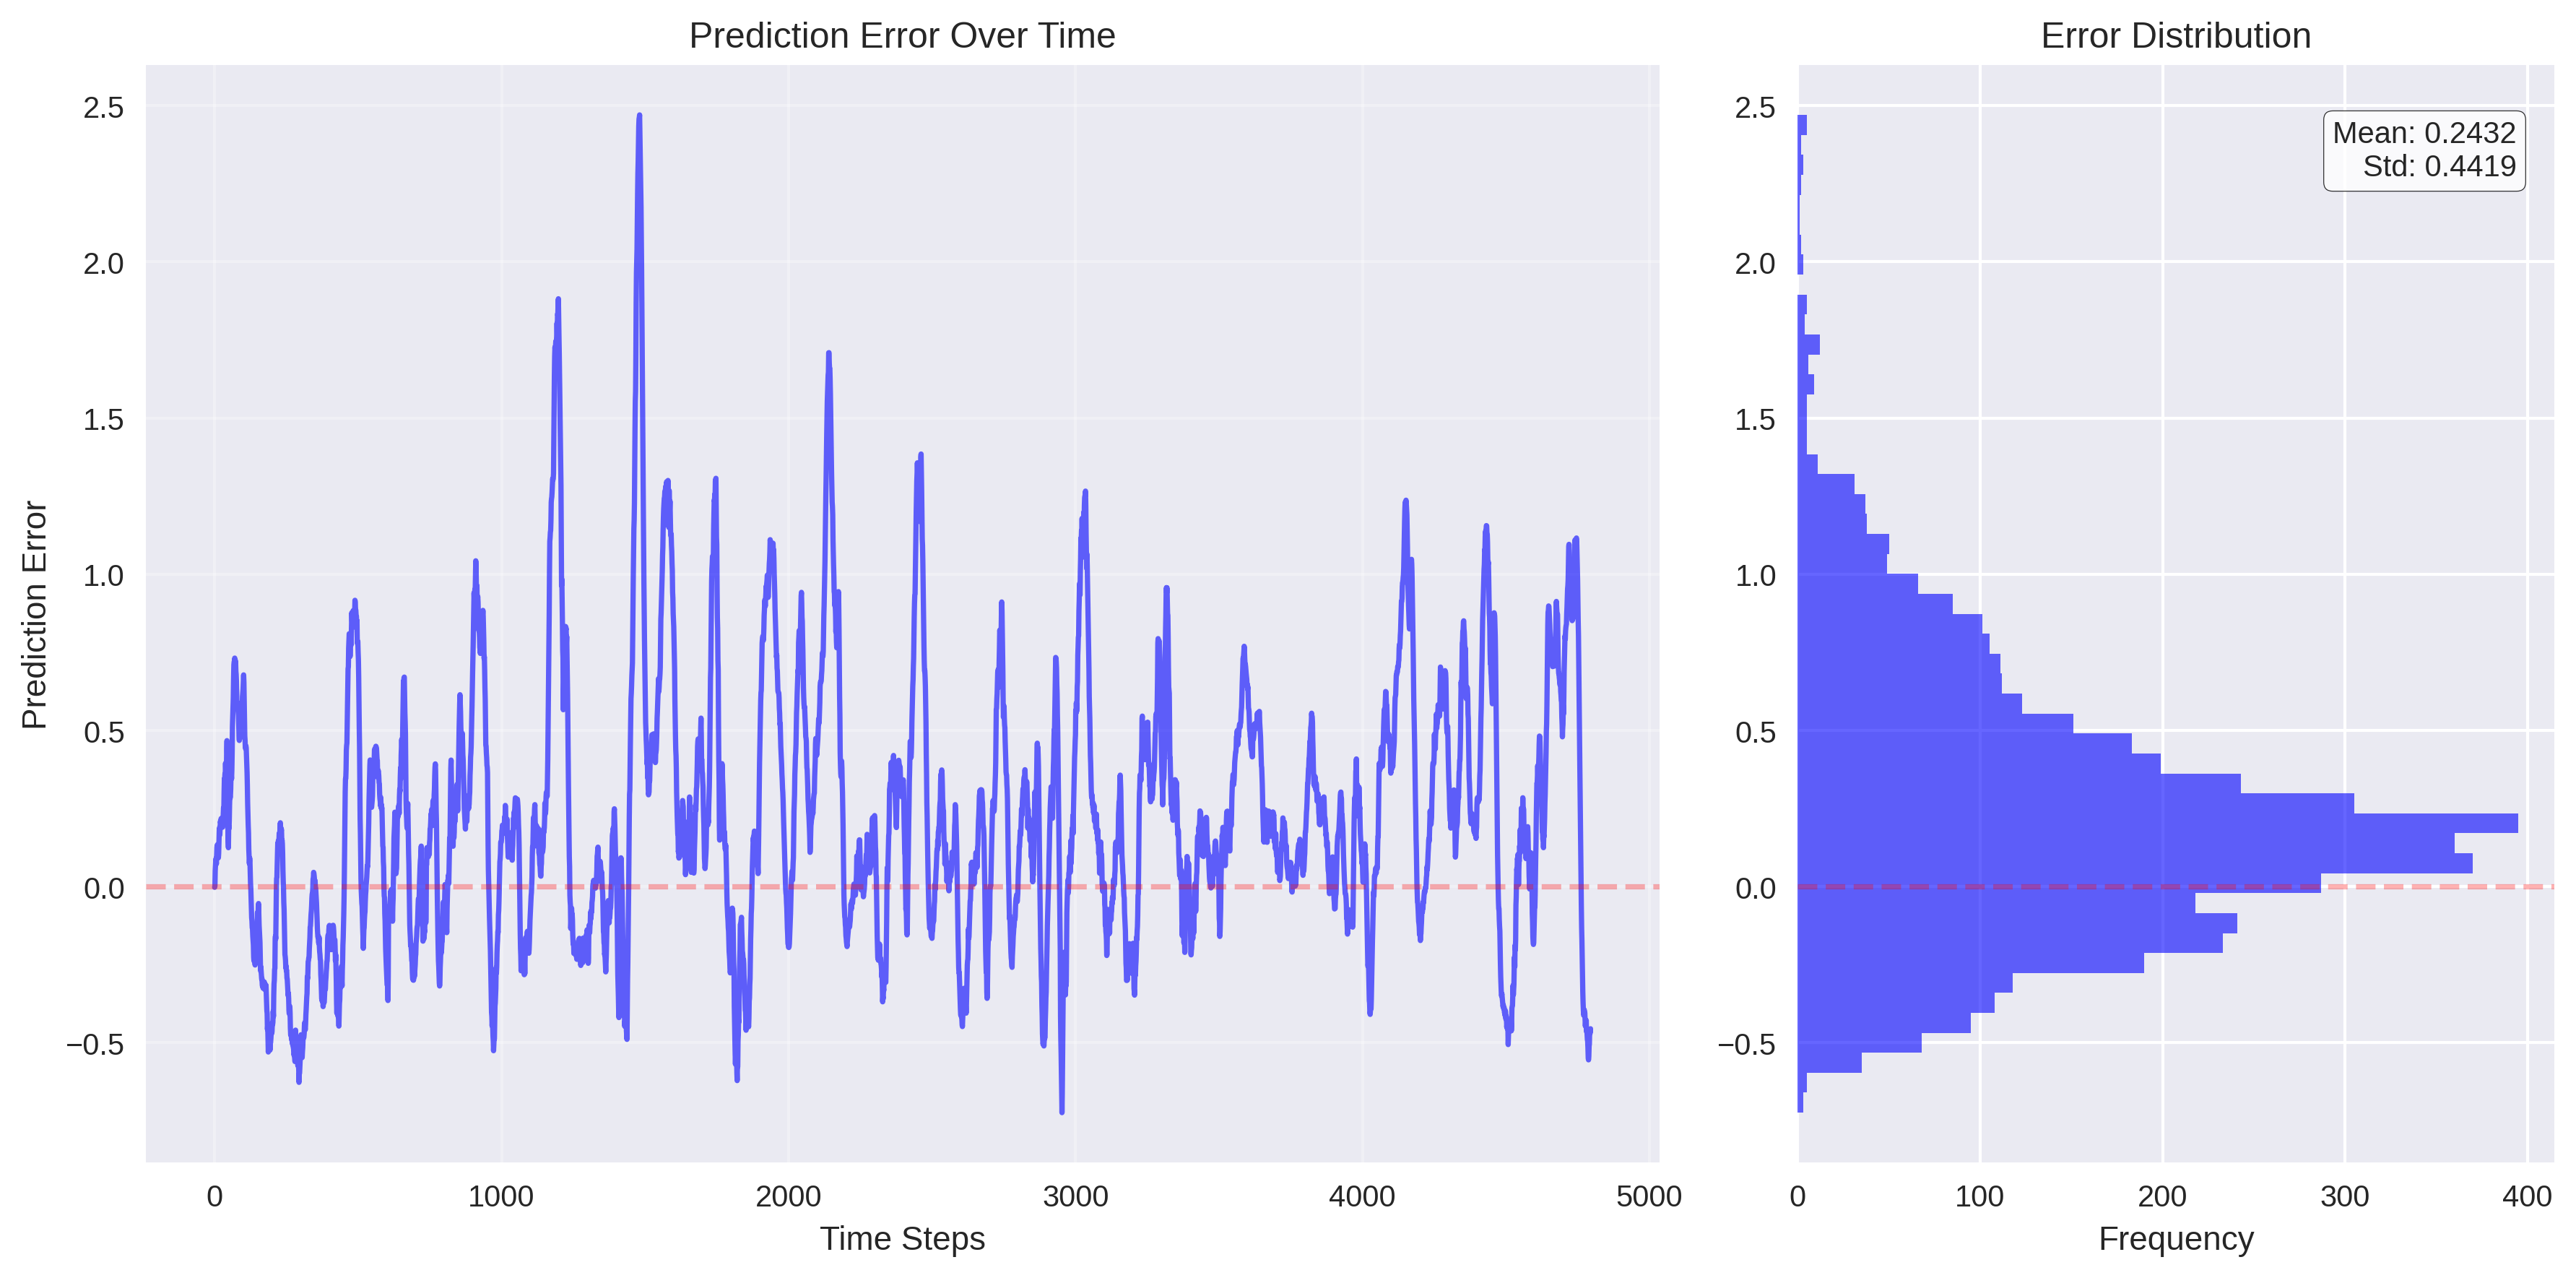 Prediction Error Over Time
Prediction Error
2.5
2.0
1.5
1.0
0.5
0.0
−0.5
0 1000 2000 3000 4000 5000
Time Steps
Error Distribution
2.5
2.0
1.5
1.0
0.5
0.0
−0.5
Mean: 0.2432
Std: 0.4419
0 100 200 300 400
Frequency